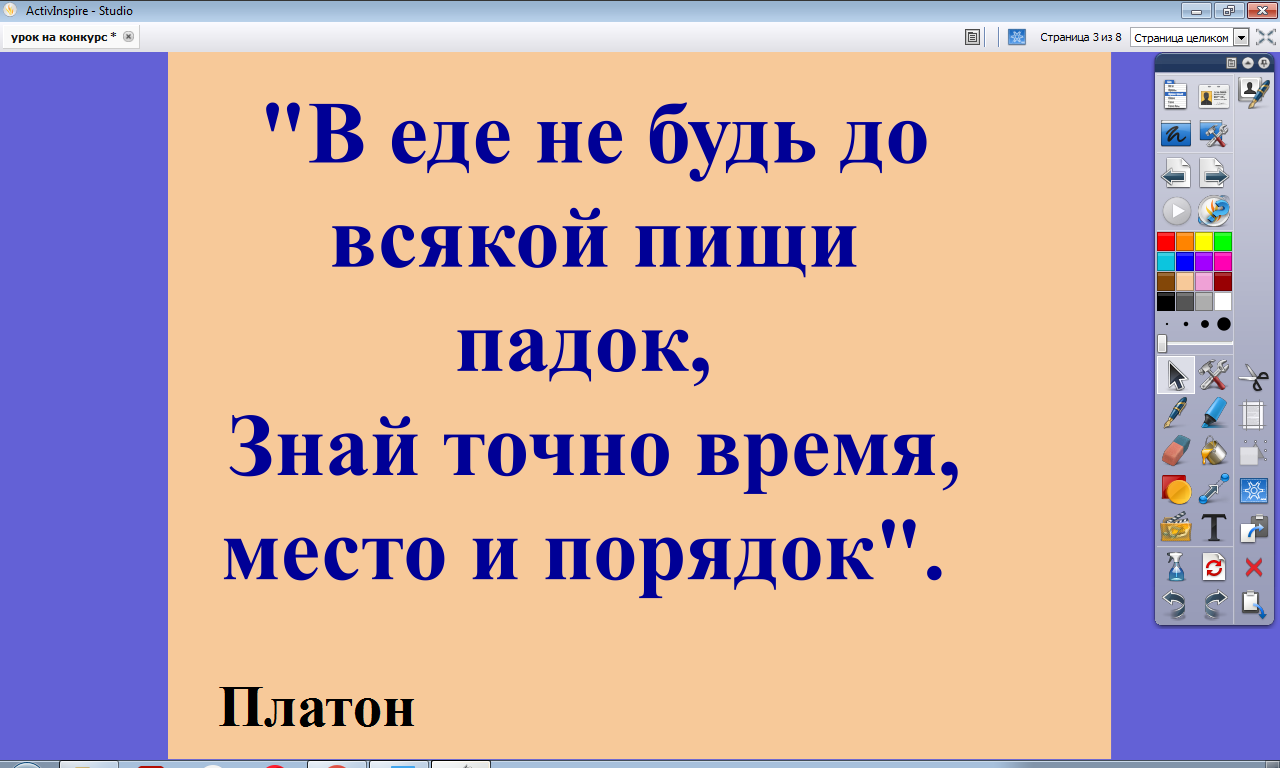 ActivInspire - Studio
урок на конкурс *
Страница 3 из 8
Страница целиком
"В еде не будь до
всякой пищи
падок,
Знай точно время,
место и порядок".
Платон